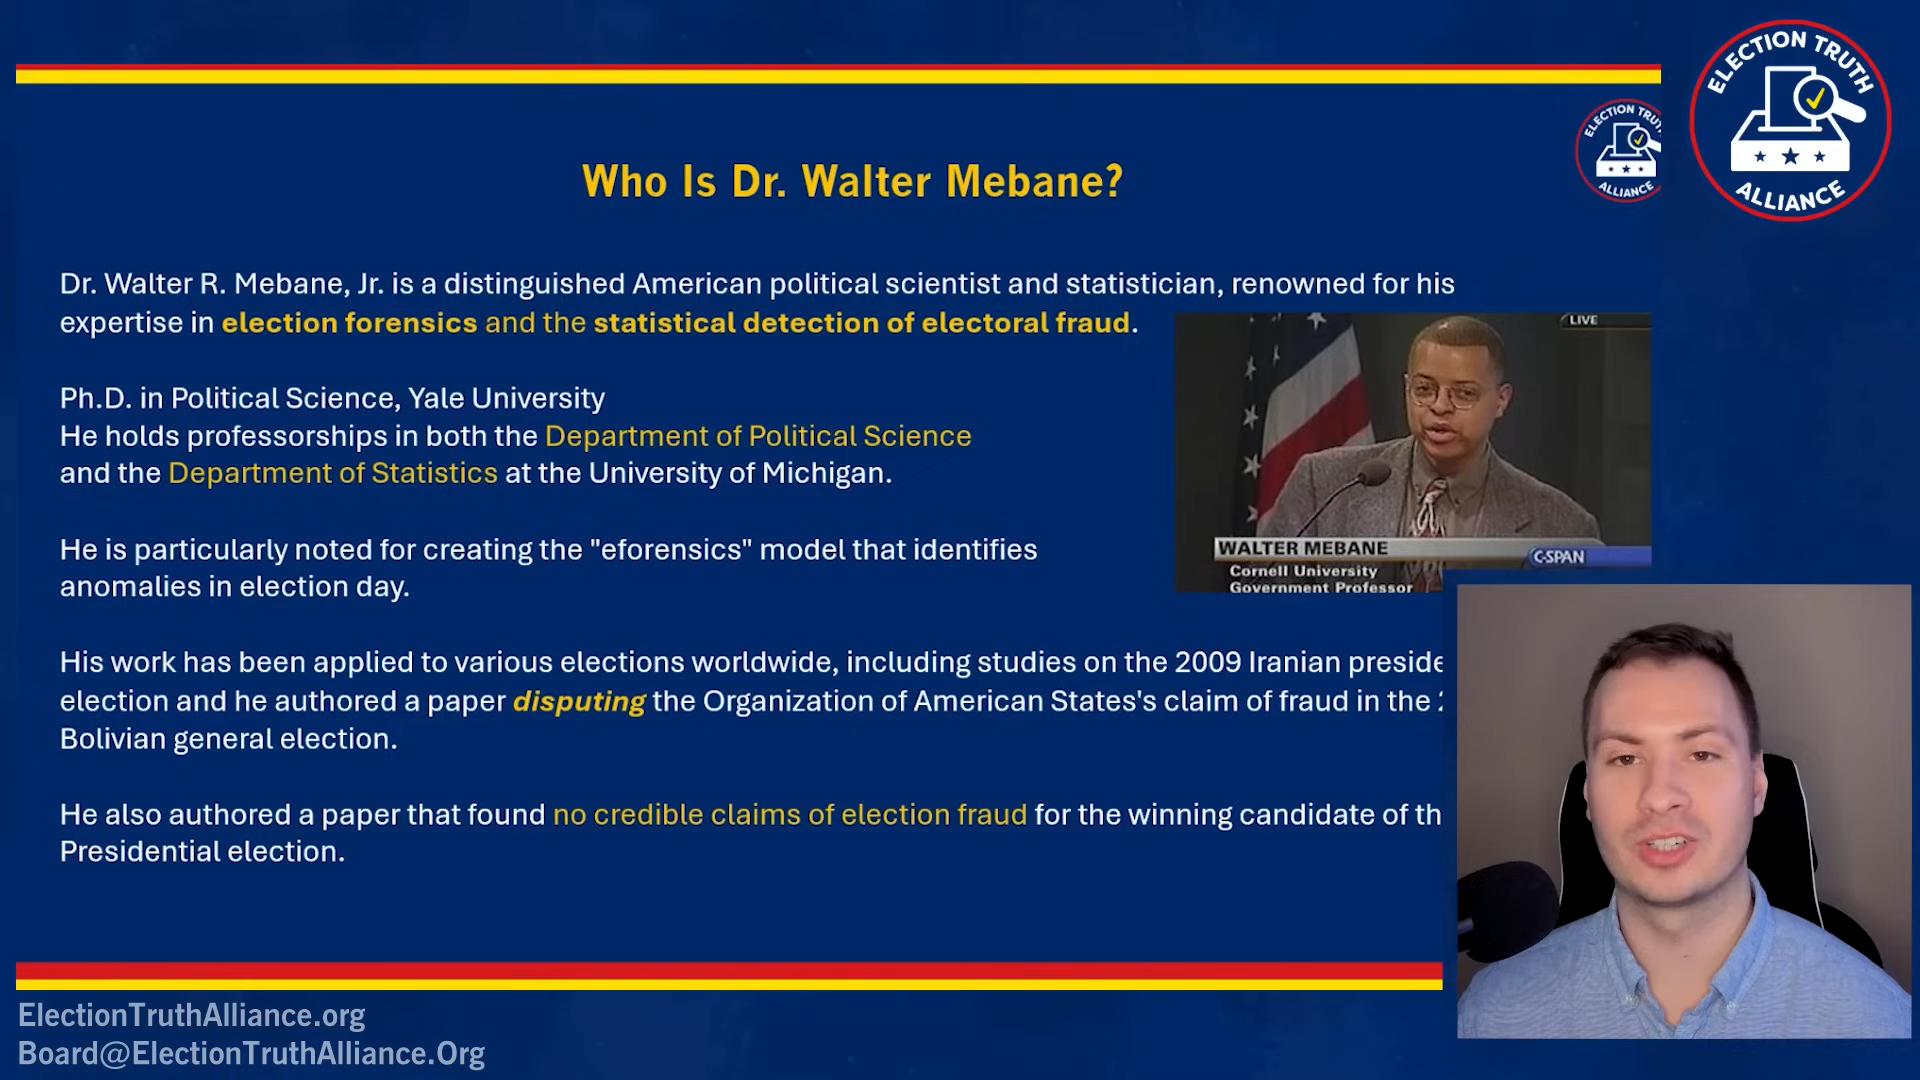 ELECTION TRUTH
ALLIANCE
ELECTION
ALLIANCE
Who Is Dr. Walter Mebane?
Dr. Walter R. Mebane, Jr. is a distinguished American political scientist and statistician, renowned for his
expertise in election forensics and the statistical detection of electoral fraud.
LIVE
Ph.D. in Political Science, Yale University
He holds professorships in both the Department of Political Science
and the Department of Statistics at the University of Michigan.
WALTER MEBANE
C-SPAN
Cornell University
Government Professor
He is particularly noted for creating the "eforensics" model that identifies
anomalies in election day.
His work has been applied to various elections worldwide, including studies on the 2009 Iranian
election and he authored a paper disputing the Organization of American States's claim of fraud in the
Bolivian general election.
He also authored a paper that found no credible claims of election fraud for the winning candidate of
Presidential election.
ElectionTruthAlliance.org
Board@ElectionTruthAlliance.Org